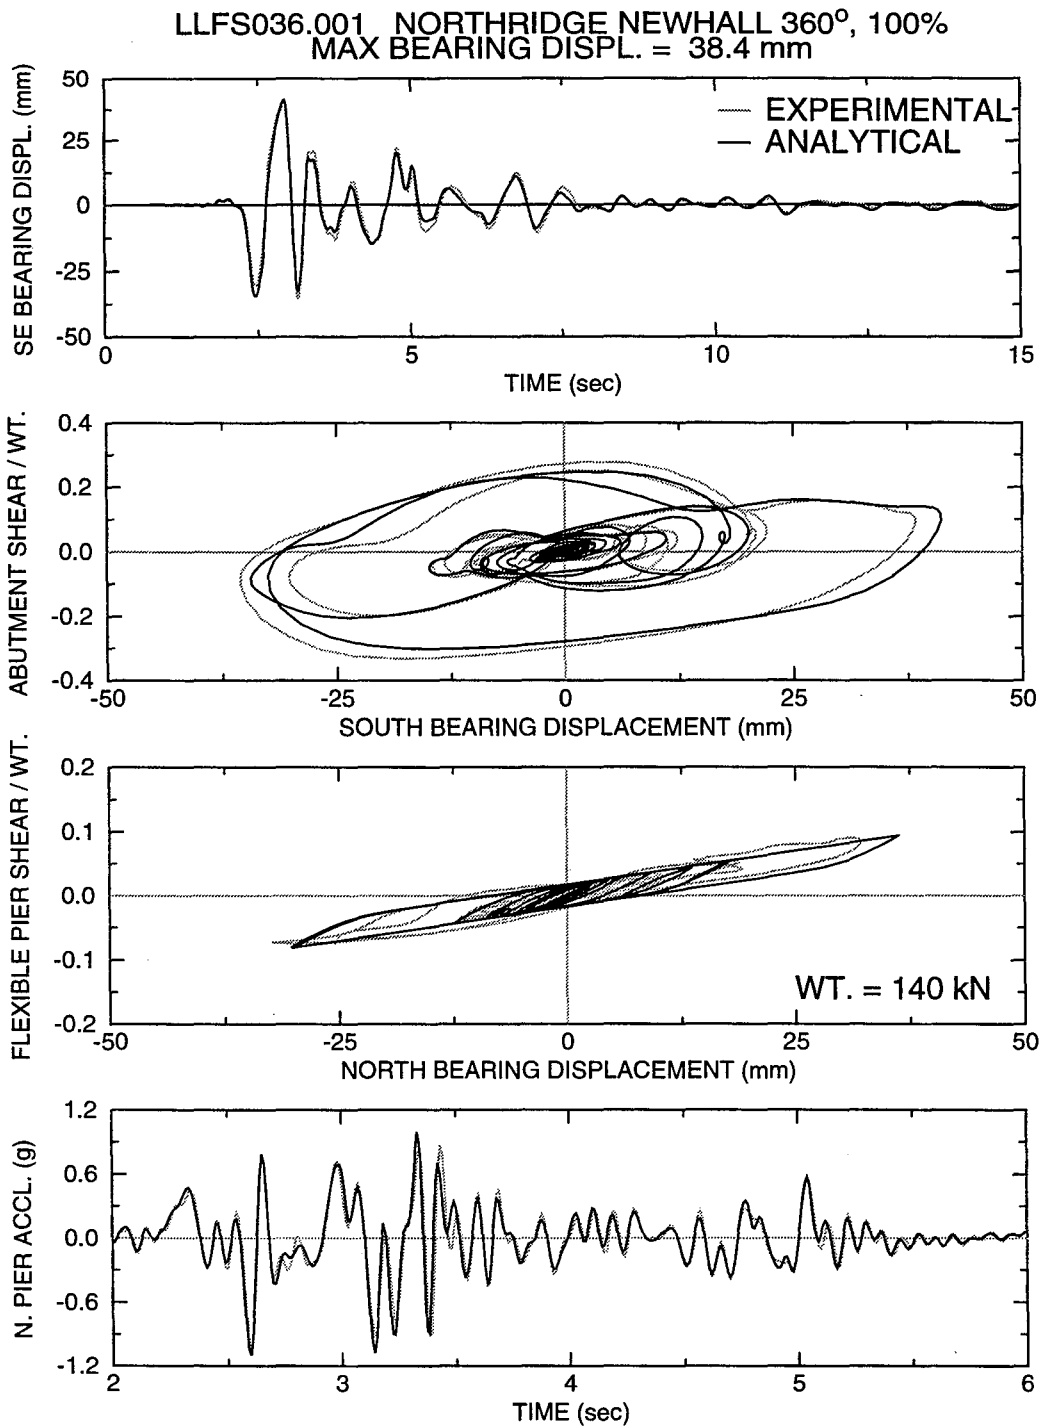 LLFS036.001 NORTHRIDGE NEWHALL 360°, 100%
MAX BEARING DISPL. = 38.4 mm
SE BEARING DISPL. (mm)
50
25
0
-25
-50
EXPERIMENTAL
ANALYTICAL
0 5 10 15
TIME (sec)
ABUTMENT SHEAR / WT.
0.4
0.2
0.0
-0.2
-0.4
-50 -25 0 25 50
SOUTH BEARING DISPLACEMENT (mm)
FLEXIBLE PIER SHEAR / WT.
0.2
0.1
0.0
-0.1
-0.2
WT. = 140 kN
-50 -25 0 25 50
NORTH BEARING DISPLACEMENT (mm)
N. PIER ACCL. (g)
1.2
0.6
0.0
-0.6
-1.2
2 3 4 5 6
TIME (sec)